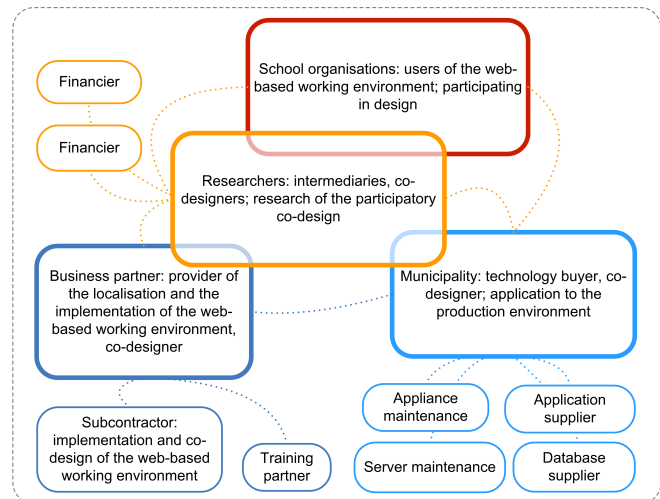 School organisations: users of the web-
based working environment; participating
in design
Financier
Financier
Researchers: intermediaries, co-
designers; research of the participatory
co-design
Business partner: provider of
the localisation and the
implementation of the web-
based working environment,
co-designer
Municipality: technology buyer, co-
designer; application to the
production environment
Appliance
maintenance
Application
supplier
Subcontractor:
implementation and co-
design of the web-based
working environment
Training
partner
Server maintenance
Database
supplier